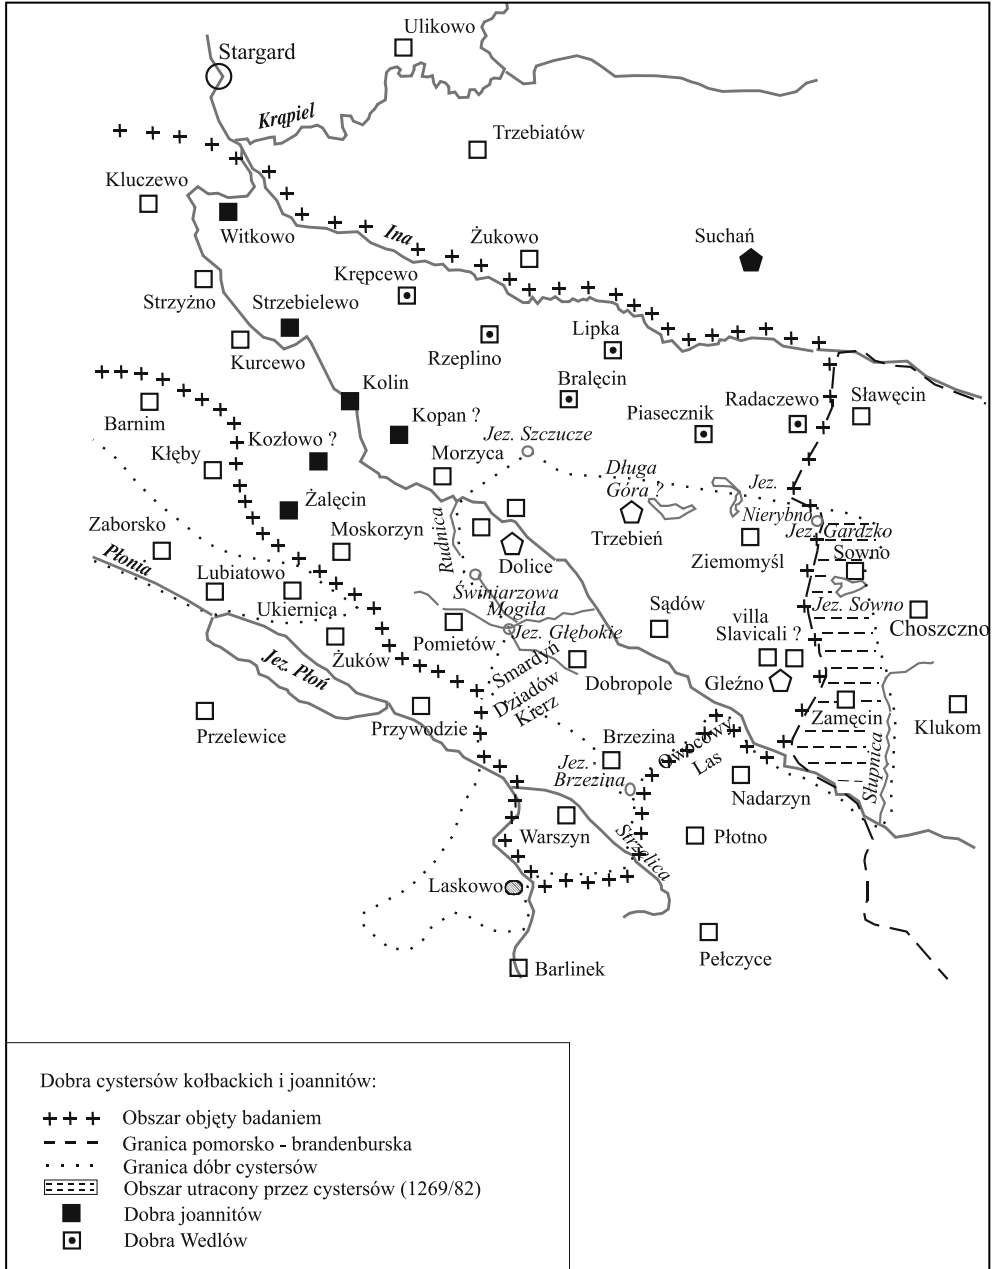 Ulikowo
Stargard
Krąpiel
Trzebiatów
Kluczewo
Witkowo
Ina
Żukowo
Suchań
Krępcewo
Strzyżno
Strzebielewo
Lipka
Rzeplino
Kurcewo
Bralęcin
Kolin
Radaczewo
Sławęcin
Barnim
Kopan ?
Piasecznik
Kozłowo ?
Jez. Szczucze
Kłęby
Morzyca
Długa
Góra ?
Jez.
Nierybno
Żalęcin
Zaborsko
Moskorzyn
Rudnica
Trzebień
Jez. Gardzko
Ziemomyśl
Sowno
Płonia
Dolice
Lubiatowo
Świniarzowa
Mogiła
Ukiernica
Sądów
Jez. Sowno
villa
Slavicali ?
Choszczno
Pomietów
Jez. Głębokie
Żuków
Jez. Płoń
Smardyń
Dobropole
Gleźno
Dziadów
Kierz
Zamęcin
Klukom
Przelewice
Przywodzie
Brzezina
Owocowy
Las
Jez.
Brzezina
Słupnica
Nadarzyn
Warszyn
Strzelica
Płotno
Laskowo
Pełczyce
Barlinek
Dobra cystersów kołbackich i joannitów:
Obszar objęty badaniem
Granica pomorsko - brandenburska
Granica dóbr cystersów
Obszar utracony przez cystersów (1269/82)
Dobra joannitów
Dobra Wedlów